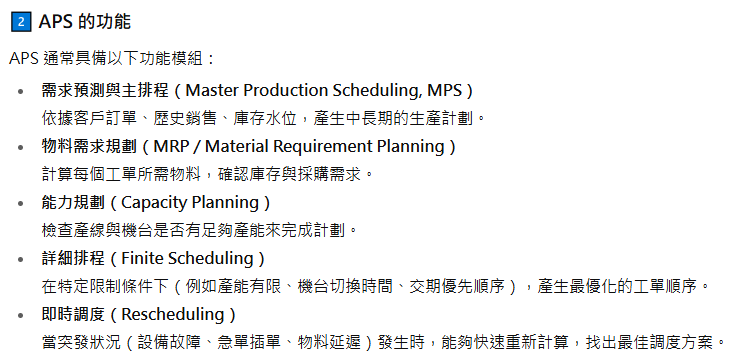 2 APS 的功能
APS 通常具備以下功能模組：
• 需求預測與主排程（Master Production Scheduling, MPS）
依據客戶訂單、歷史銷售、庫存水位，產生中長期的生產計劃。
• 物料需求規劃（MRP / Material Requirement Planning）
計算每個工單所需物料，確認庫存與採購需求。
• 能力規劃（Capacity Planning）
檢查產線與機台是否有足夠產能來完成計劃。
• 詳細排程（Finite Scheduling）
在特定限制條件下（例如產能有限、機台切換時間、交期優先順序），產生最優化的工單順序。
• 即時調度（Rescheduling）
當突發狀況（設備故障、急單插單、物料延遲）發生時，能夠快速重新計算，找出最佳調度方案。